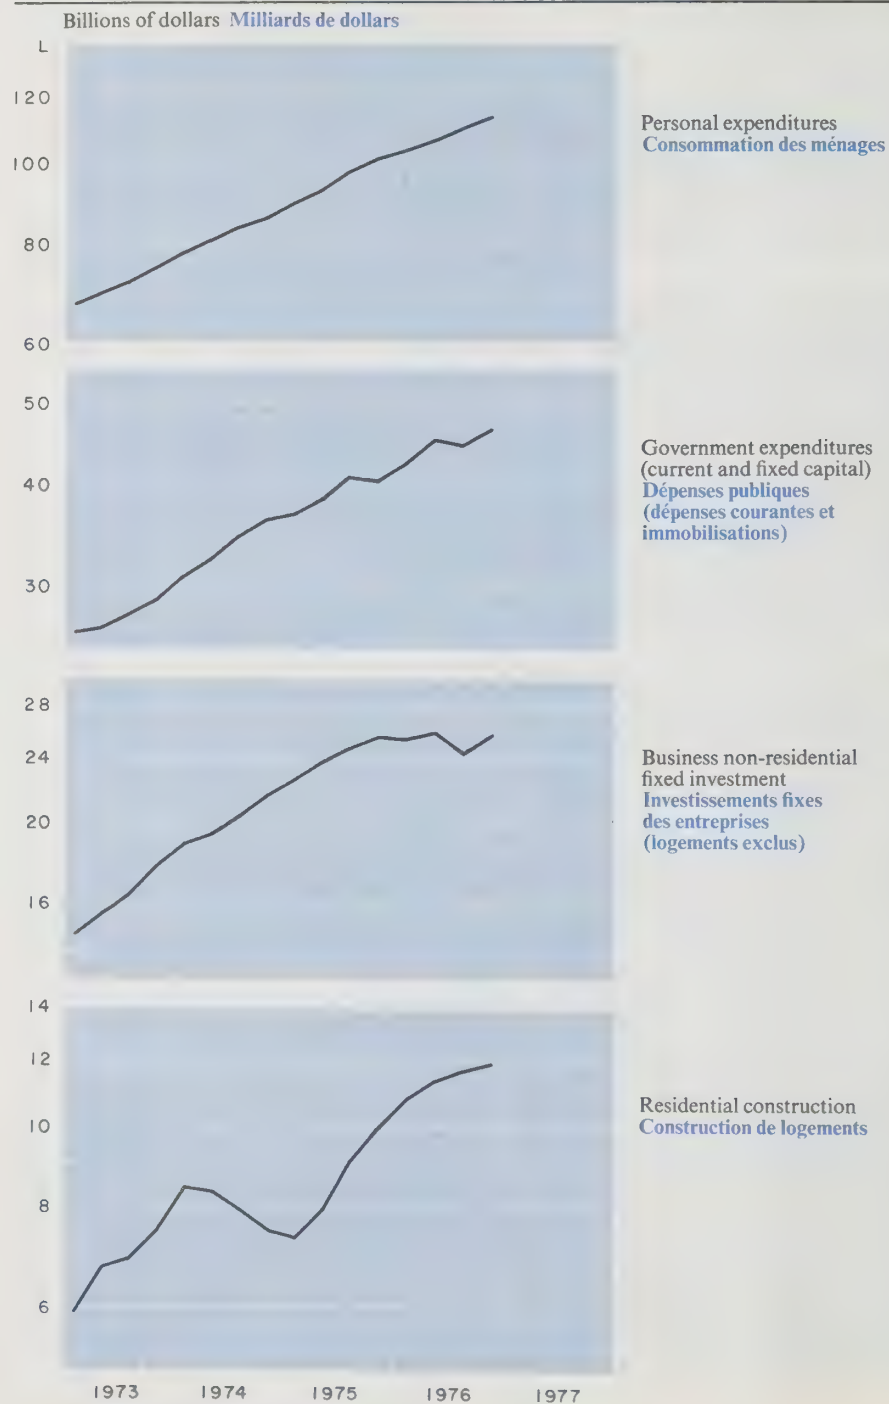 Billions of dollars Milliards de dollars
L
120
100
80
60
Personal expenditures
Consommation des ménages
50
40
30
Government expenditures
(current and fixed capital)
Dépenses publiques
(dépenses courantes et
immobilisations)
28
24
20
16
Business non-residential
fixed investment
Investissements fixes
des entreprises
(logements exclus)
14
12
10
8
6
Residential construction
Construction de logements
1973 1974 1975 1976 1977